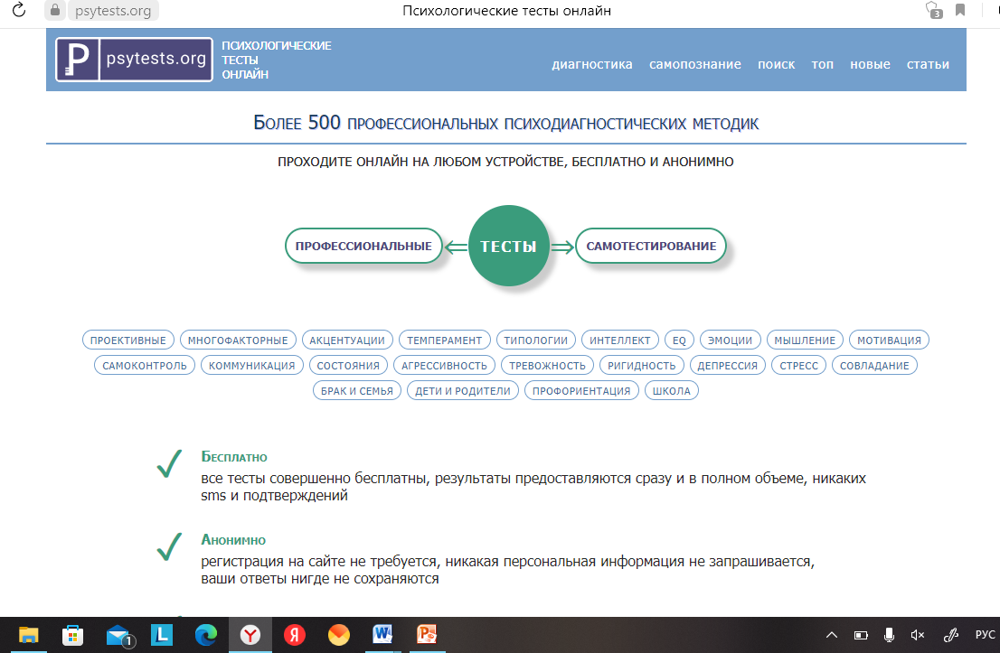 psytests.org
Психологические тесты онлайн
3
P psytests.org
ПСИХОЛОГИЧЕСКИЕ
ТЕСТЫ
ОНЛАЙН
диагностика самопознание поиск топ новые статьи
Более 500 профессиональных психодиагностических методик
ПРОХОДИТЕ ОНЛАЙН НА ЛЮБОМ УСТРОЙСТВЕ, БЕСПЛАТНО И АНОНИМНО
ПРОФЕССИОНАЛЬНЫЕ ТЕСТЫ САМОТЕСТИРОВАНИЕ
ПРОЕКТИВНЫЕ МНОГОФАКТОРНЫЕ АКЦЕНТУАЦИИ ТЕМПЕРАМЕНТ ТИПОЛОГИИ ИНТЕЛЛЕКТ EQ ЭМОЦИИ МЫШЛЕНИЕ МОТИВАЦИЯ
САМОКОНТРОЛЬ КОММУНИКАЦИЯ СОСТОЯНИЯ АГРЕССИВНОСТЬ ТРЕВОЖНОСТЬ РИГИДНОСТЬ ДЕПРЕССИЯ СТРЕСС СОВЛАДАНИЕ
БРАК И СЕМЬЯ ДЕТИ И РОДИТЕЛИ ПРОФОРИЕНТАЦИЯ ШКОЛА
Бесплатно
все тесты совершенно бесплатны, результаты предоставляются сразу и в полном объеме, никаких
sms и подтверждений
Анонимно
регистрация на сайте не требуется, никакая персональная информация не запрашивается,
ваши ответы нигде не сохраняются
1 L Y Я W P РУС